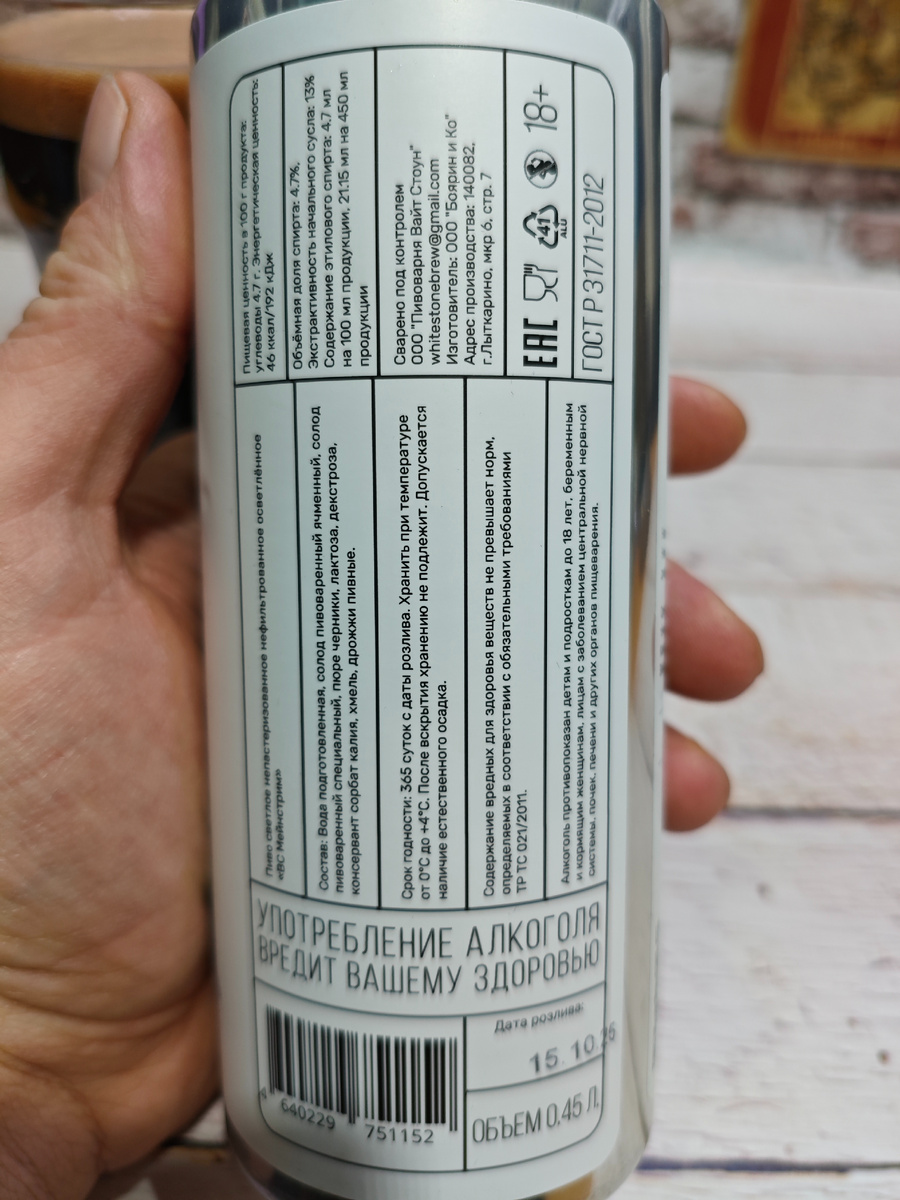 Пиво светлое непастеризованное нефильтрованное осветлённое
«ВС Мейнстрим»
Состав: Вода подготовленная, солод пивоваренный ячменный, солод
пивоваренный специальный, пюре черники, лактоза, декстроза,
консервант сорбат калия, хмель, дрожжи пивные.
Срок годности: 365 суток с даты розлива. Хранить при температуре
от 0°С до +4°С. После вскрытия хранению не подлежит. Допускается
наличие естественного осадка.
Содержание вредных для здоровья веществ не превышает норм,
определяемых в соответствии с обязательными требованиями
ТР ТС 021/2011.
Алкоголь противопоказан детям и подросткам до 18 лет, беременным
и кормящим женщинам, лицам с заболеванием центральной нервной
системы, почек, печени и других органов пищеварения.
Пищевая ценность в 100 г продукта:
углеводы 4,7 г. Энергетическая ценность:
46 ккал/192 кДж
Объёмная доля спирта: 4,7%,
Экстрактивность начального сусла: 13%
Содержание этилового спирта: 4,7 мл
на 100 мл продукции, 21,15 мл на 450 мл
продукции
Сварено под контролем
ООО "Пивоварня Вайт Стоун"
whitestonebrew@gmail.com
Изготовитель: ООО "Боярин и Ко"
Адрес производства: 140082,
г.Лыткарино, мкр 6, стр. 7
EAC 41 ALU 18+
ГОСТ Р 31711-2012
УПОТРЕБЛЕНИЕ АЛКОГОЛЯ
ВРЕДИТ ВАШЕМУ ЗДОРОВЬЮ
4 640229 751152
Дата розлива:
15.10.25
ОБЪЕМ 0,45 Л.